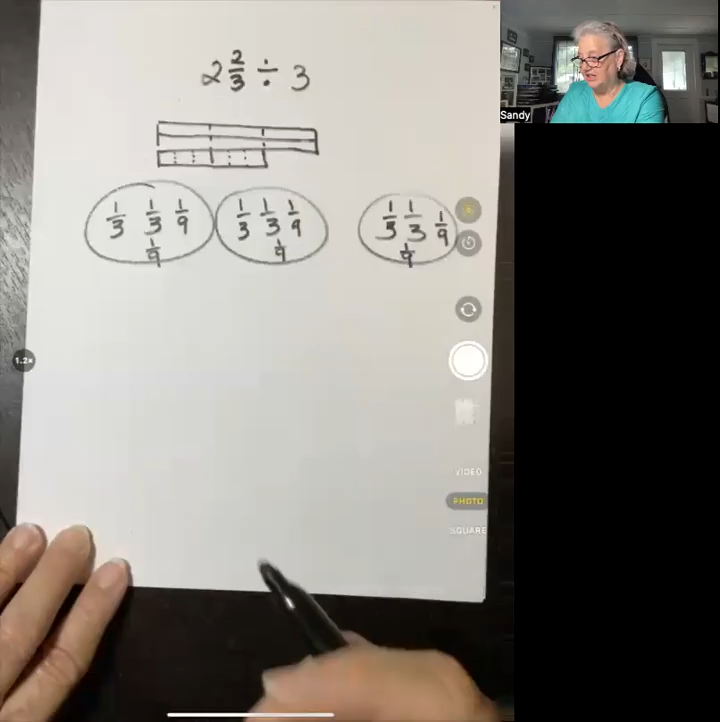 2 2/3 ÷ 3
1/3 1/3 1/9 1/3 1/3 1/9 1/3 1/3 1/9
1/9 1/9 1/9
Sandy
1.2×
VIDEO
PHOTO
SQUARE